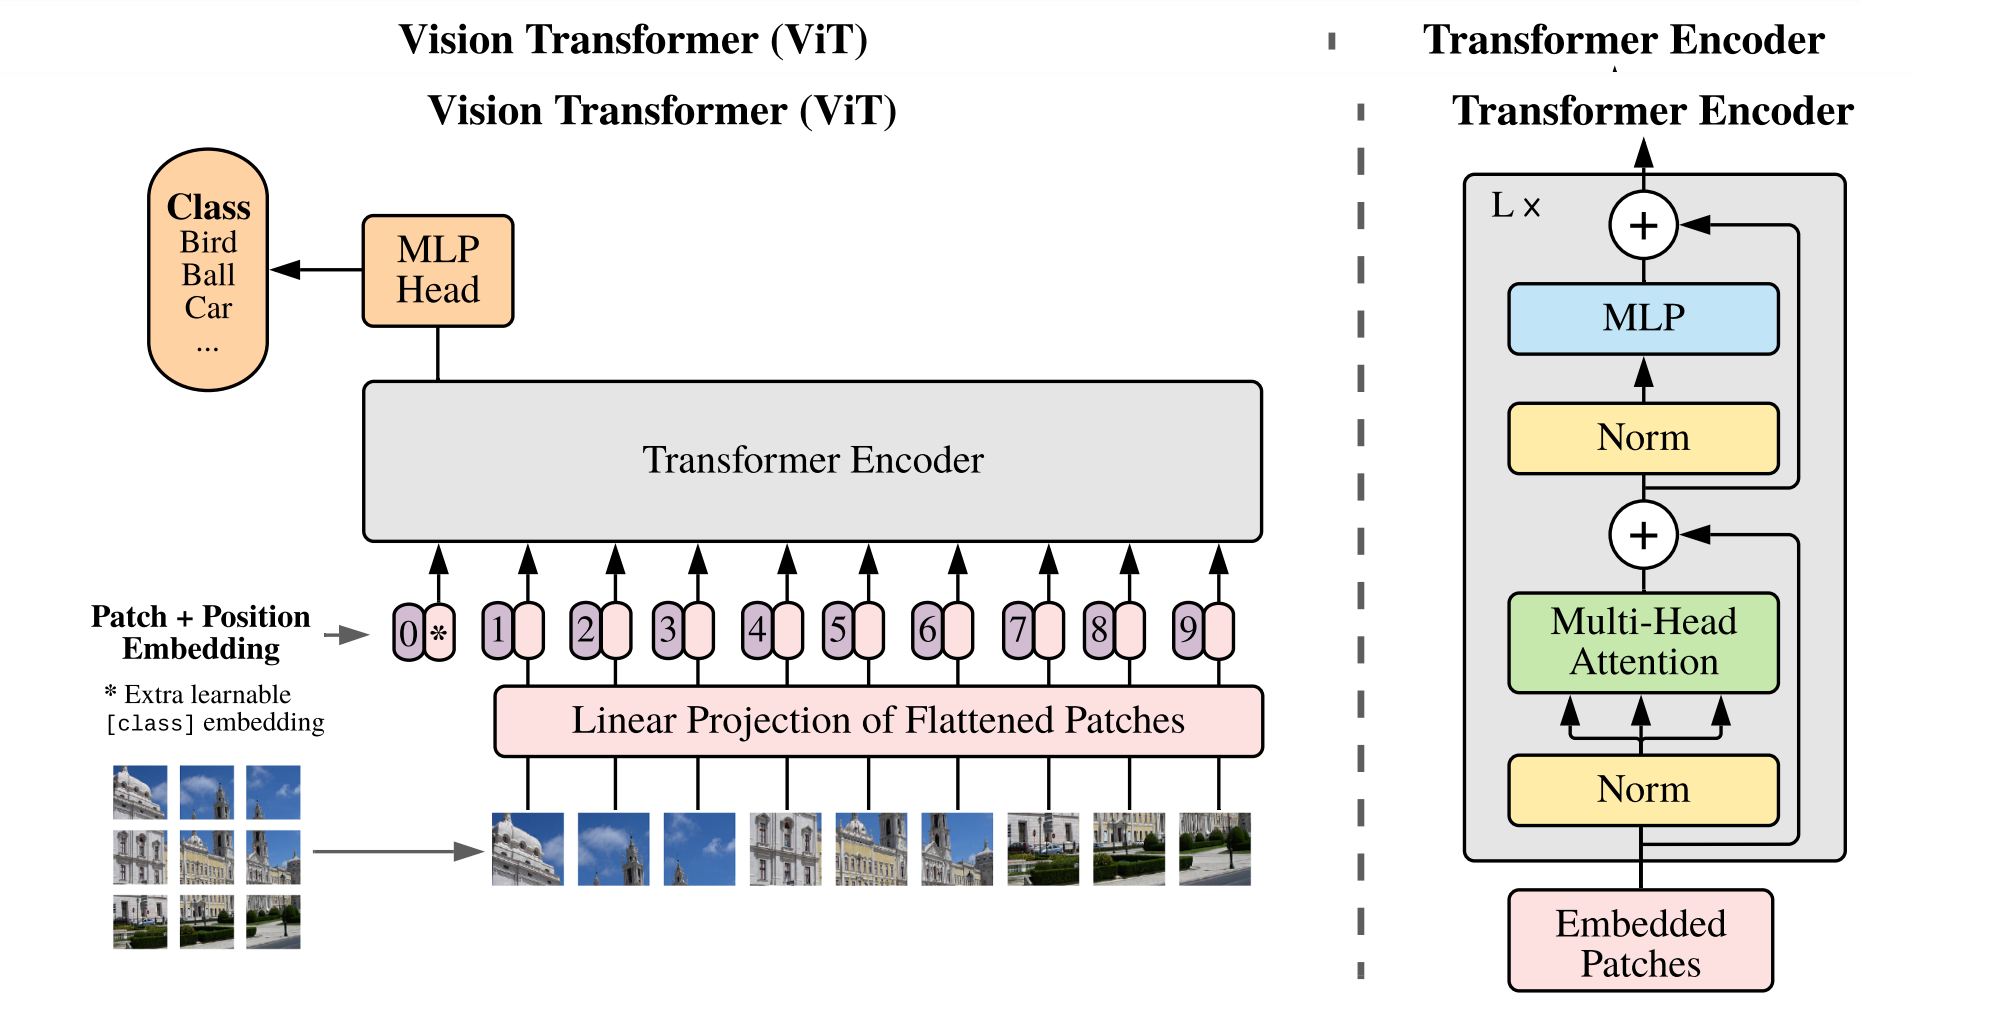 Vision Transformer (ViT)
Transformer Encoder
Vision Transformer (ViT)
Class
Bird
Ball
Car
...
MLP
Head
Transformer Encoder
Patch + Position
Embedding
* Extra learnable
[class] embedding
0 *
1
2
3
4
5
6
7
8
9
Linear Projection of Flattened Patches
Transformer Encoder
L x
+
MLP
Norm
+
Multi-Head
Attention
Norm
Embedded
Patches